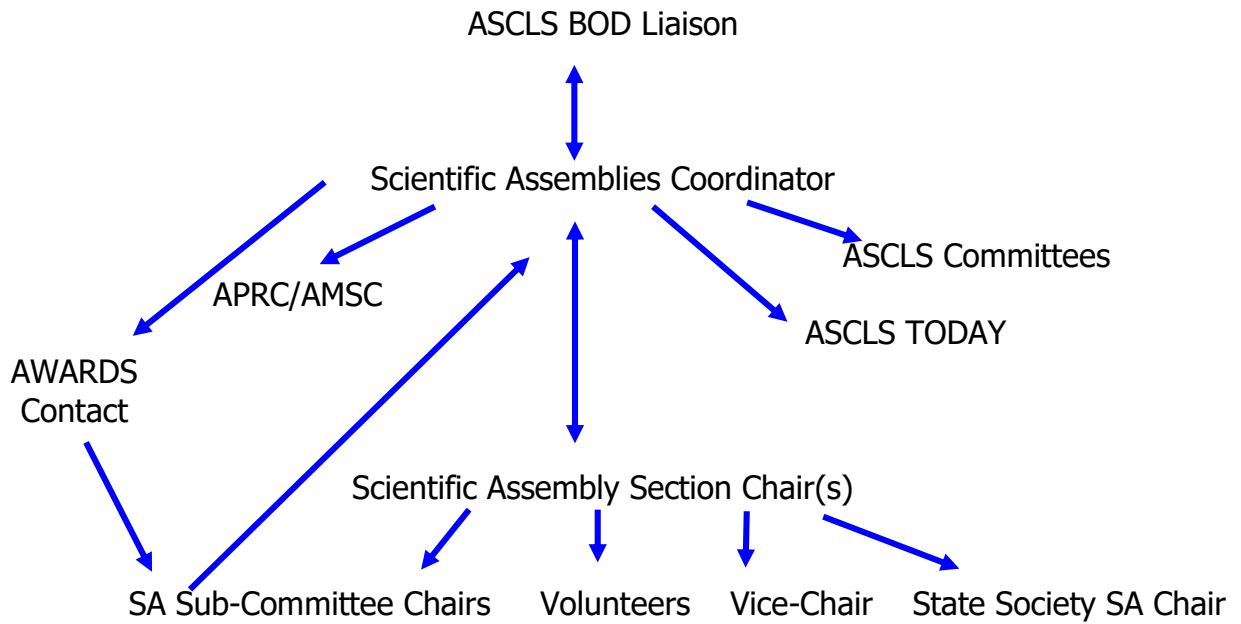 ASCLS BOD Liaison
Scientific Assemblies Coordinator
ASCLS Committees
APRC/AMSC
ASCLS TODAY
AWARDS
Contact
Scientific Assembly Section Chair(s)
SA Sub-Committee Chairs Volunteers Vice-Chair State Society SA Chair